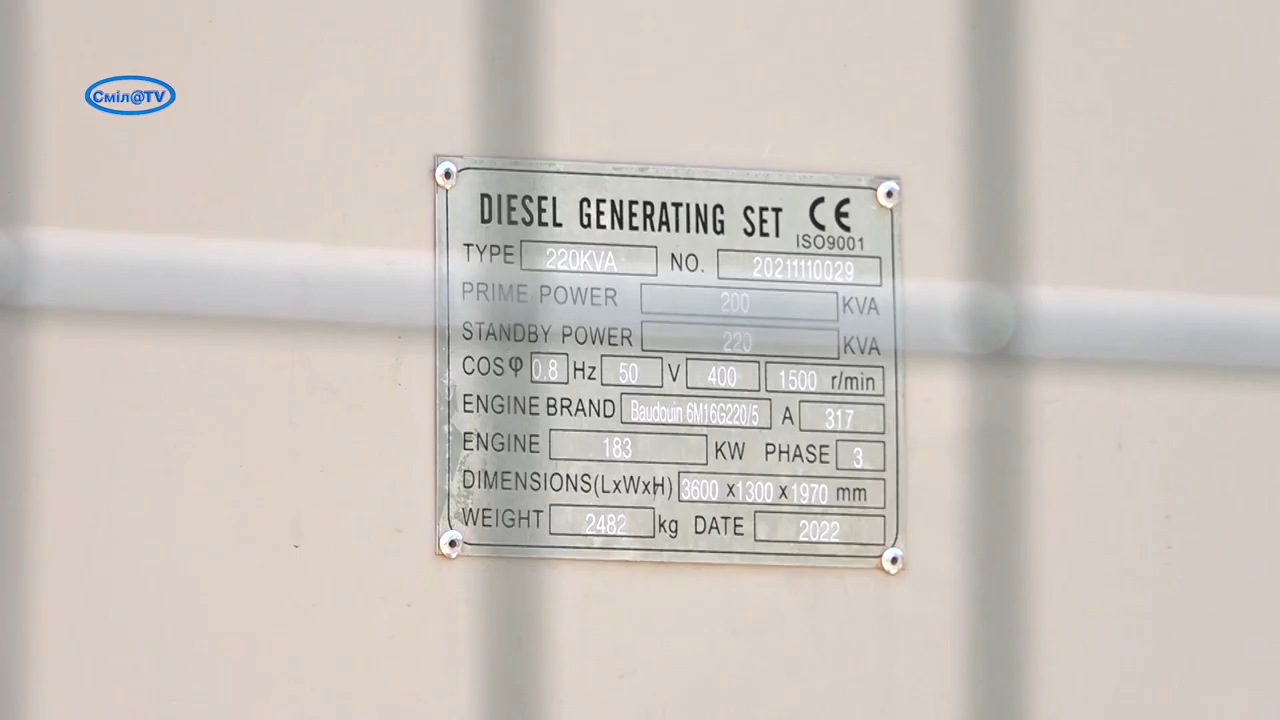 Сміл@TV
DIESEL GENERATING SET CE
ISO9001
TYPE 220KVA NO. 20211110029
PRIME POWER 200 KVA
STANDBY POWER 220 KVA
COSφ 0.8 Hz 50 V 400 1500 r/min
ENGINE BRAND Baudouin 6M16G220/5 A 317
ENGINE 183 KW PHASE 3
DIMENSIONS(LxWxH) 3600 x1300 x1970 mm
WEIGHT 2482 kg DATE 2022